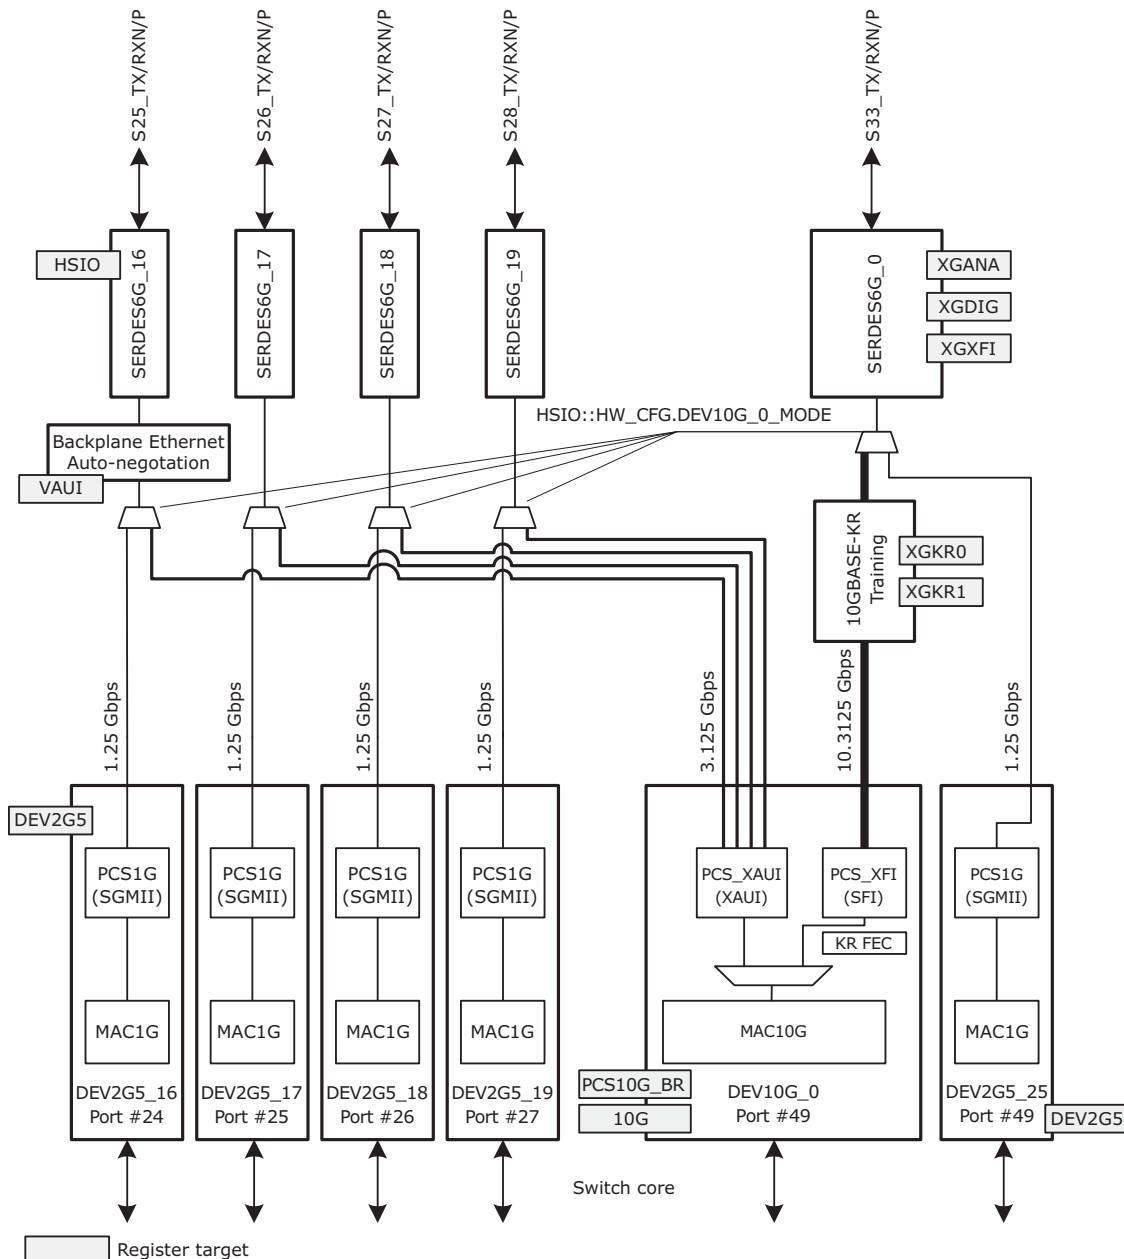 S25_TX/RXN/P
S26_TX/RXN/P
S27_TX/RXN/P
S28_TX/RXN/P
S33_TX/RXN/P
HSIO
SERDES6G_16
SERDES6G_17
SERDES6G_18
SERDES6G_19
SERDES6G_0
XGANA
XGDIG
XGXFI
HSIO::HW_CFG.DEV10G_0_MODE
Backplane Ethernet
Auto-negotation
VAUI
10GBASE-KR
Training
XGKR0
XGKR1
1.25 Gbps
1.25 Gbps
1.25 Gbps
1.25 Gbps
3.125 Gbps
10.3125 Gbps
1.25 Gbps
DEV2G5
PCS1G
(SGMII)
PCS1G
(SGMII)
PCS1G
(SGMII)
PCS1G
(SGMII)
PCS_XAUI
(XAUI)
PCS_XFI
(SFI)
PCS1G
(SGMII)
KR FEC
MAC1G
MAC1G
MAC1G
MAC1G
MAC10G
MAC1G
DEV2G5_16
Port #24
DEV2G5_17
Port #25
DEV2G5_18
Port #26
DEV2G5_19
Port #27
PCS10G_BR
10G
DEV10G_0
Port #49
DEV2G5_25
Port #49
DEV2G5
Switch core
Register target